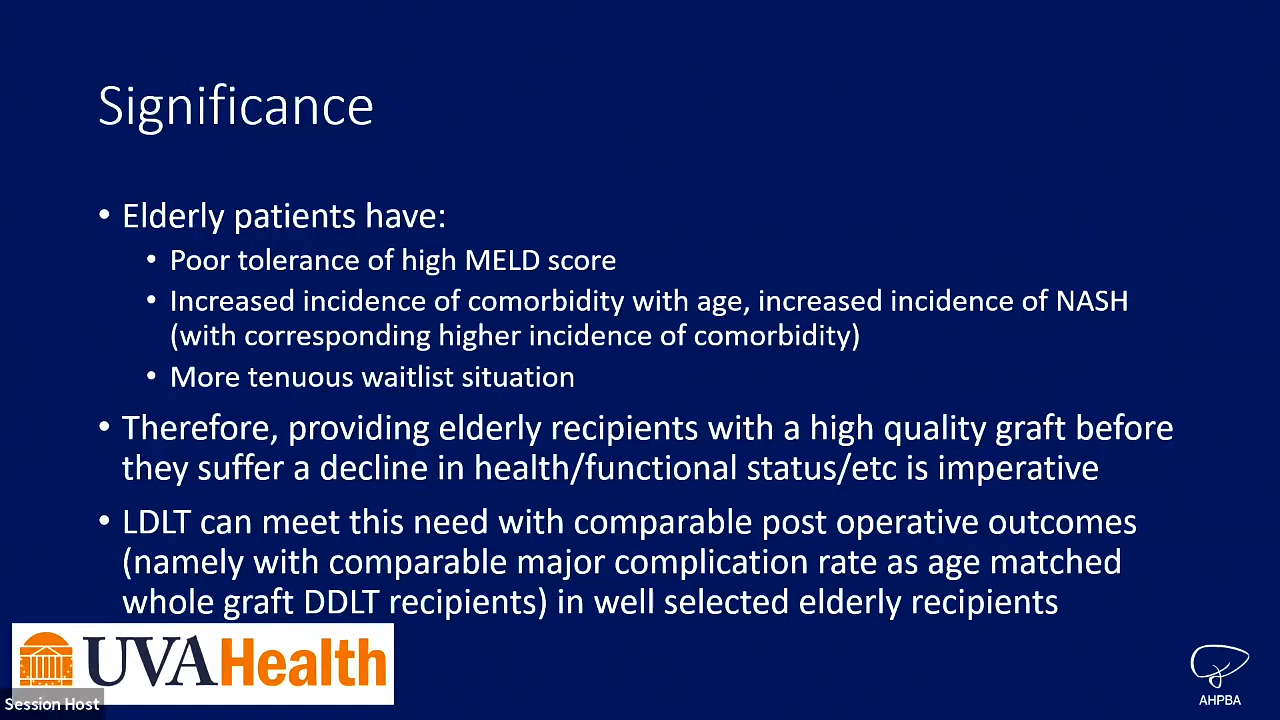 Significance
• Elderly patients have:
• Poor tolerance of high MELD score
• Increased incidence of comorbidity with age, increased incidence of NASH
(with corresponding higher incidence of comorbidity)
• More tenuous waitlist situation
• Therefore, providing elderly recipients with a high quality graft before
they suffer a decline in health/functional status/etc is imperative
• LDLT can meet this need with comparable post operative outcomes
(namely with comparable major complication rate as age matched
whole graft DDLT recipients) in well selected elderly recipients
UVAHealth
Session Host
AHPBA